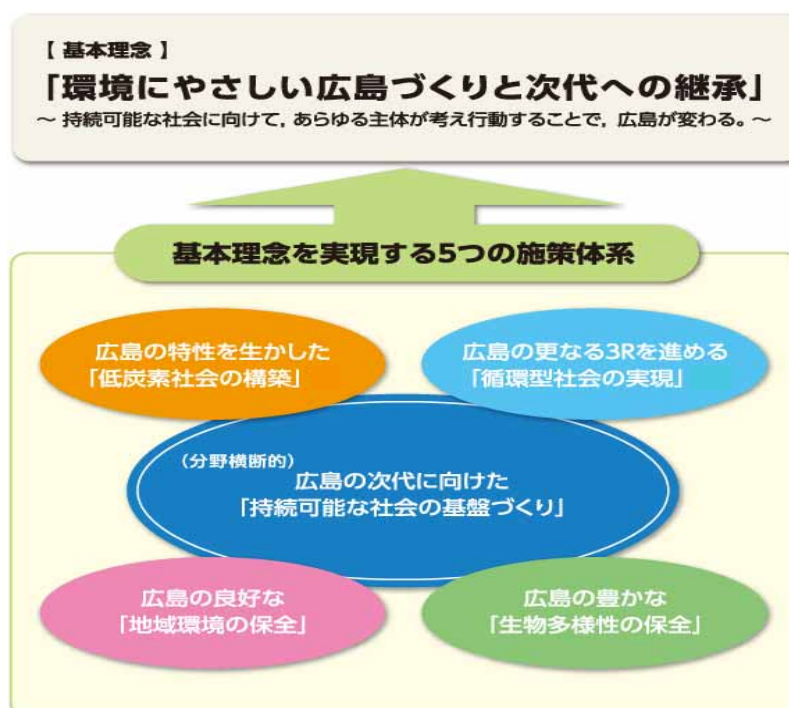 【 基本理念 】
「環境にやさしい広島づくりと次代への継承」
～ 持続可能な社会に向けて，あらゆる主体が考え行動することで，広島が変わる。～
基本理念を実現する5つの施策体系
広島の特性を生かした
「低炭素社会の構築」
広島の更なる3Rを進める
「循環型社会の実現」
（分野横断的）
広島の次代に向けた
「持続可能な社会の基盤づくり」
広島の良好な
「地域環境の保全」
広島の豊かな
「生物多様性の保全」